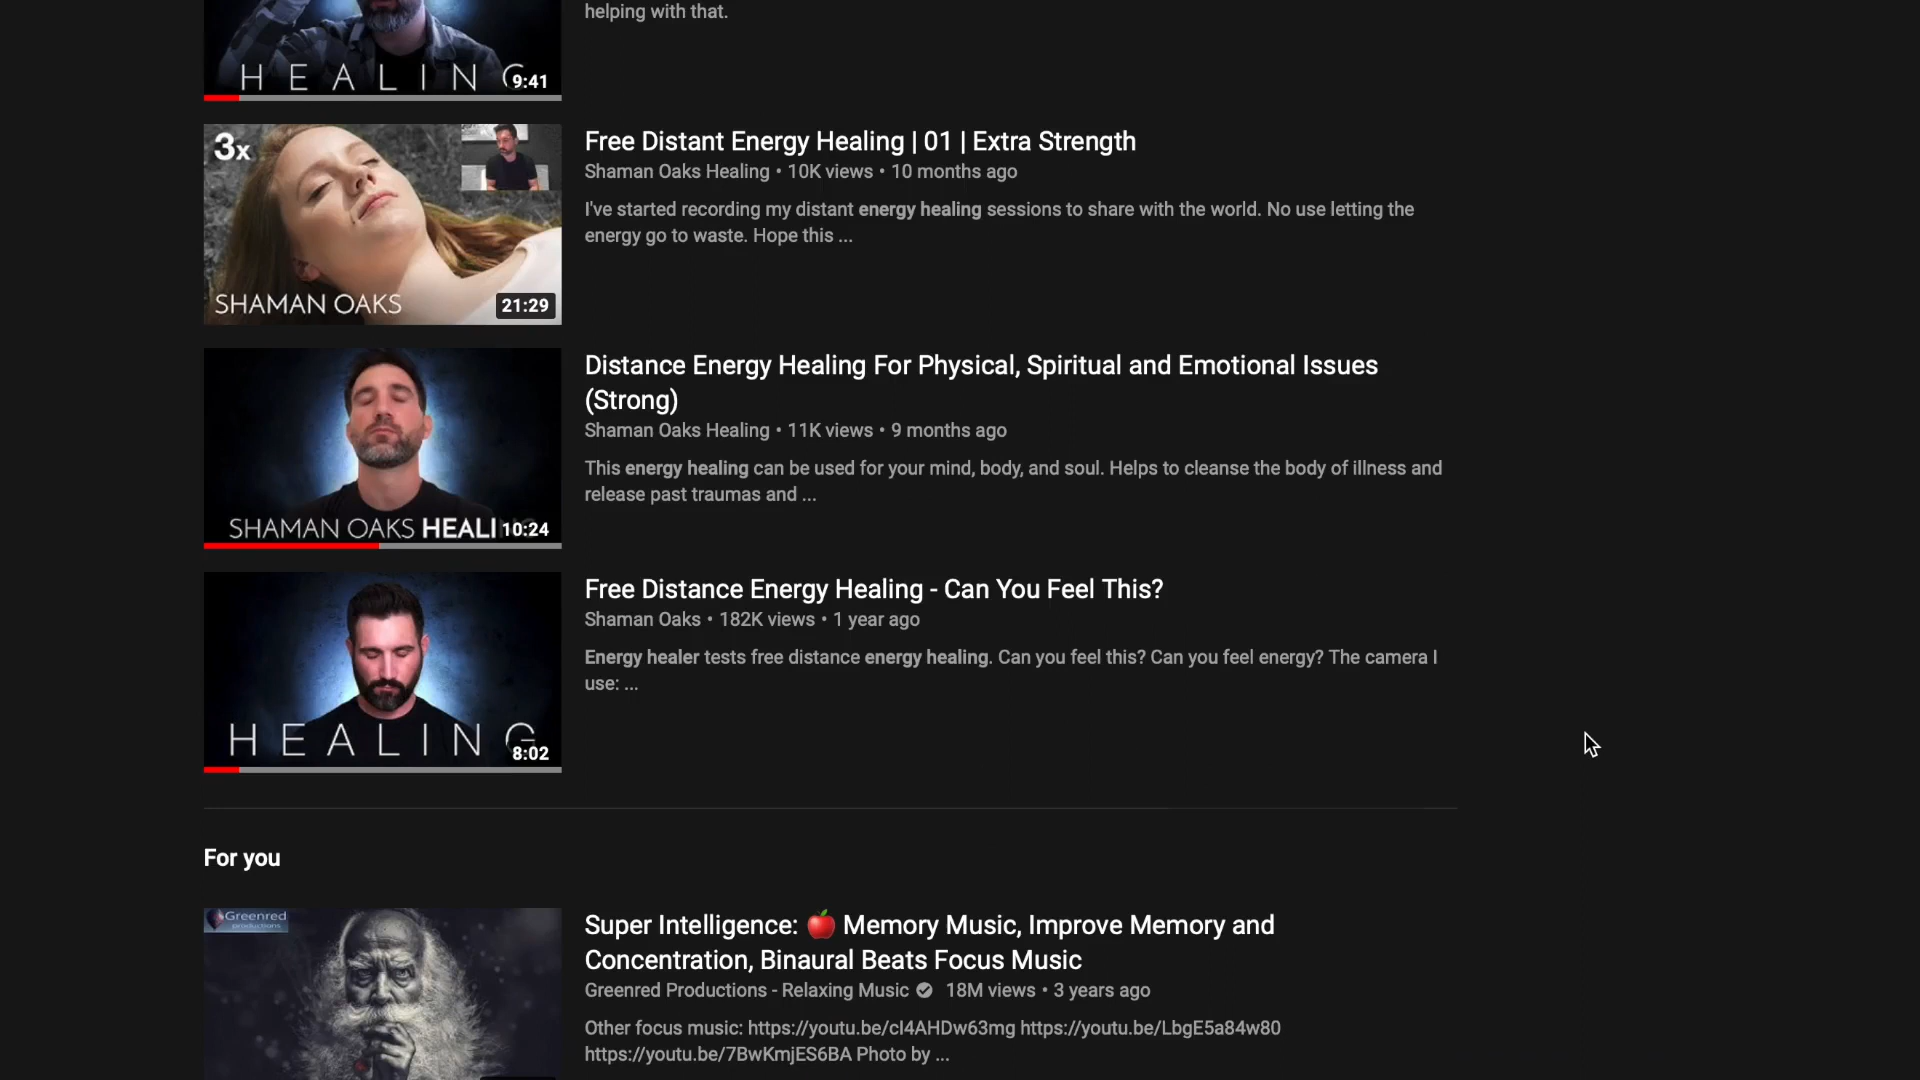 helping with that.
HEALING
9:41
3x
SHAMAN OAKS
21:29
Free Distant Energy Healing | 01 | Extra Strength
Shaman Oaks Healing • 10K views • 10 months ago
I've started recording my distant energy healing sessions to share with the world. No use letting the
energy go to waste. Hope this ...
SHAMAN OAKS HEALI
10:24
Distance Energy Healing For Physical, Spiritual and Emotional Issues
(Strong)
Shaman Oaks Healing • 11K views • 9 months ago
This energy healing can be used for your mind, body, and soul. Helps to cleanse the body of illness and
release past traumas and ...
HEALING
8:02
Free Distance Energy Healing - Can You Feel This?
Shaman Oaks • 182K views • 1 year ago
Energy healer tests free distance energy healing. Can you feel this? Can you feel energy? The camera I
use: ...
For you
Greenred
productions
Super Intelligence: 🍎 Memory Music, Improve Memory and
Concentration, Binaural Beats Focus Music
Greenred Productions - Relaxing Music 18M views • 3 years ago
Other focus music: https://youtu.be/cI4AHDw63mg https://youtu.be/LbgE5a84w80
https://youtu.be/7BwKmjES6BA Photo by ...